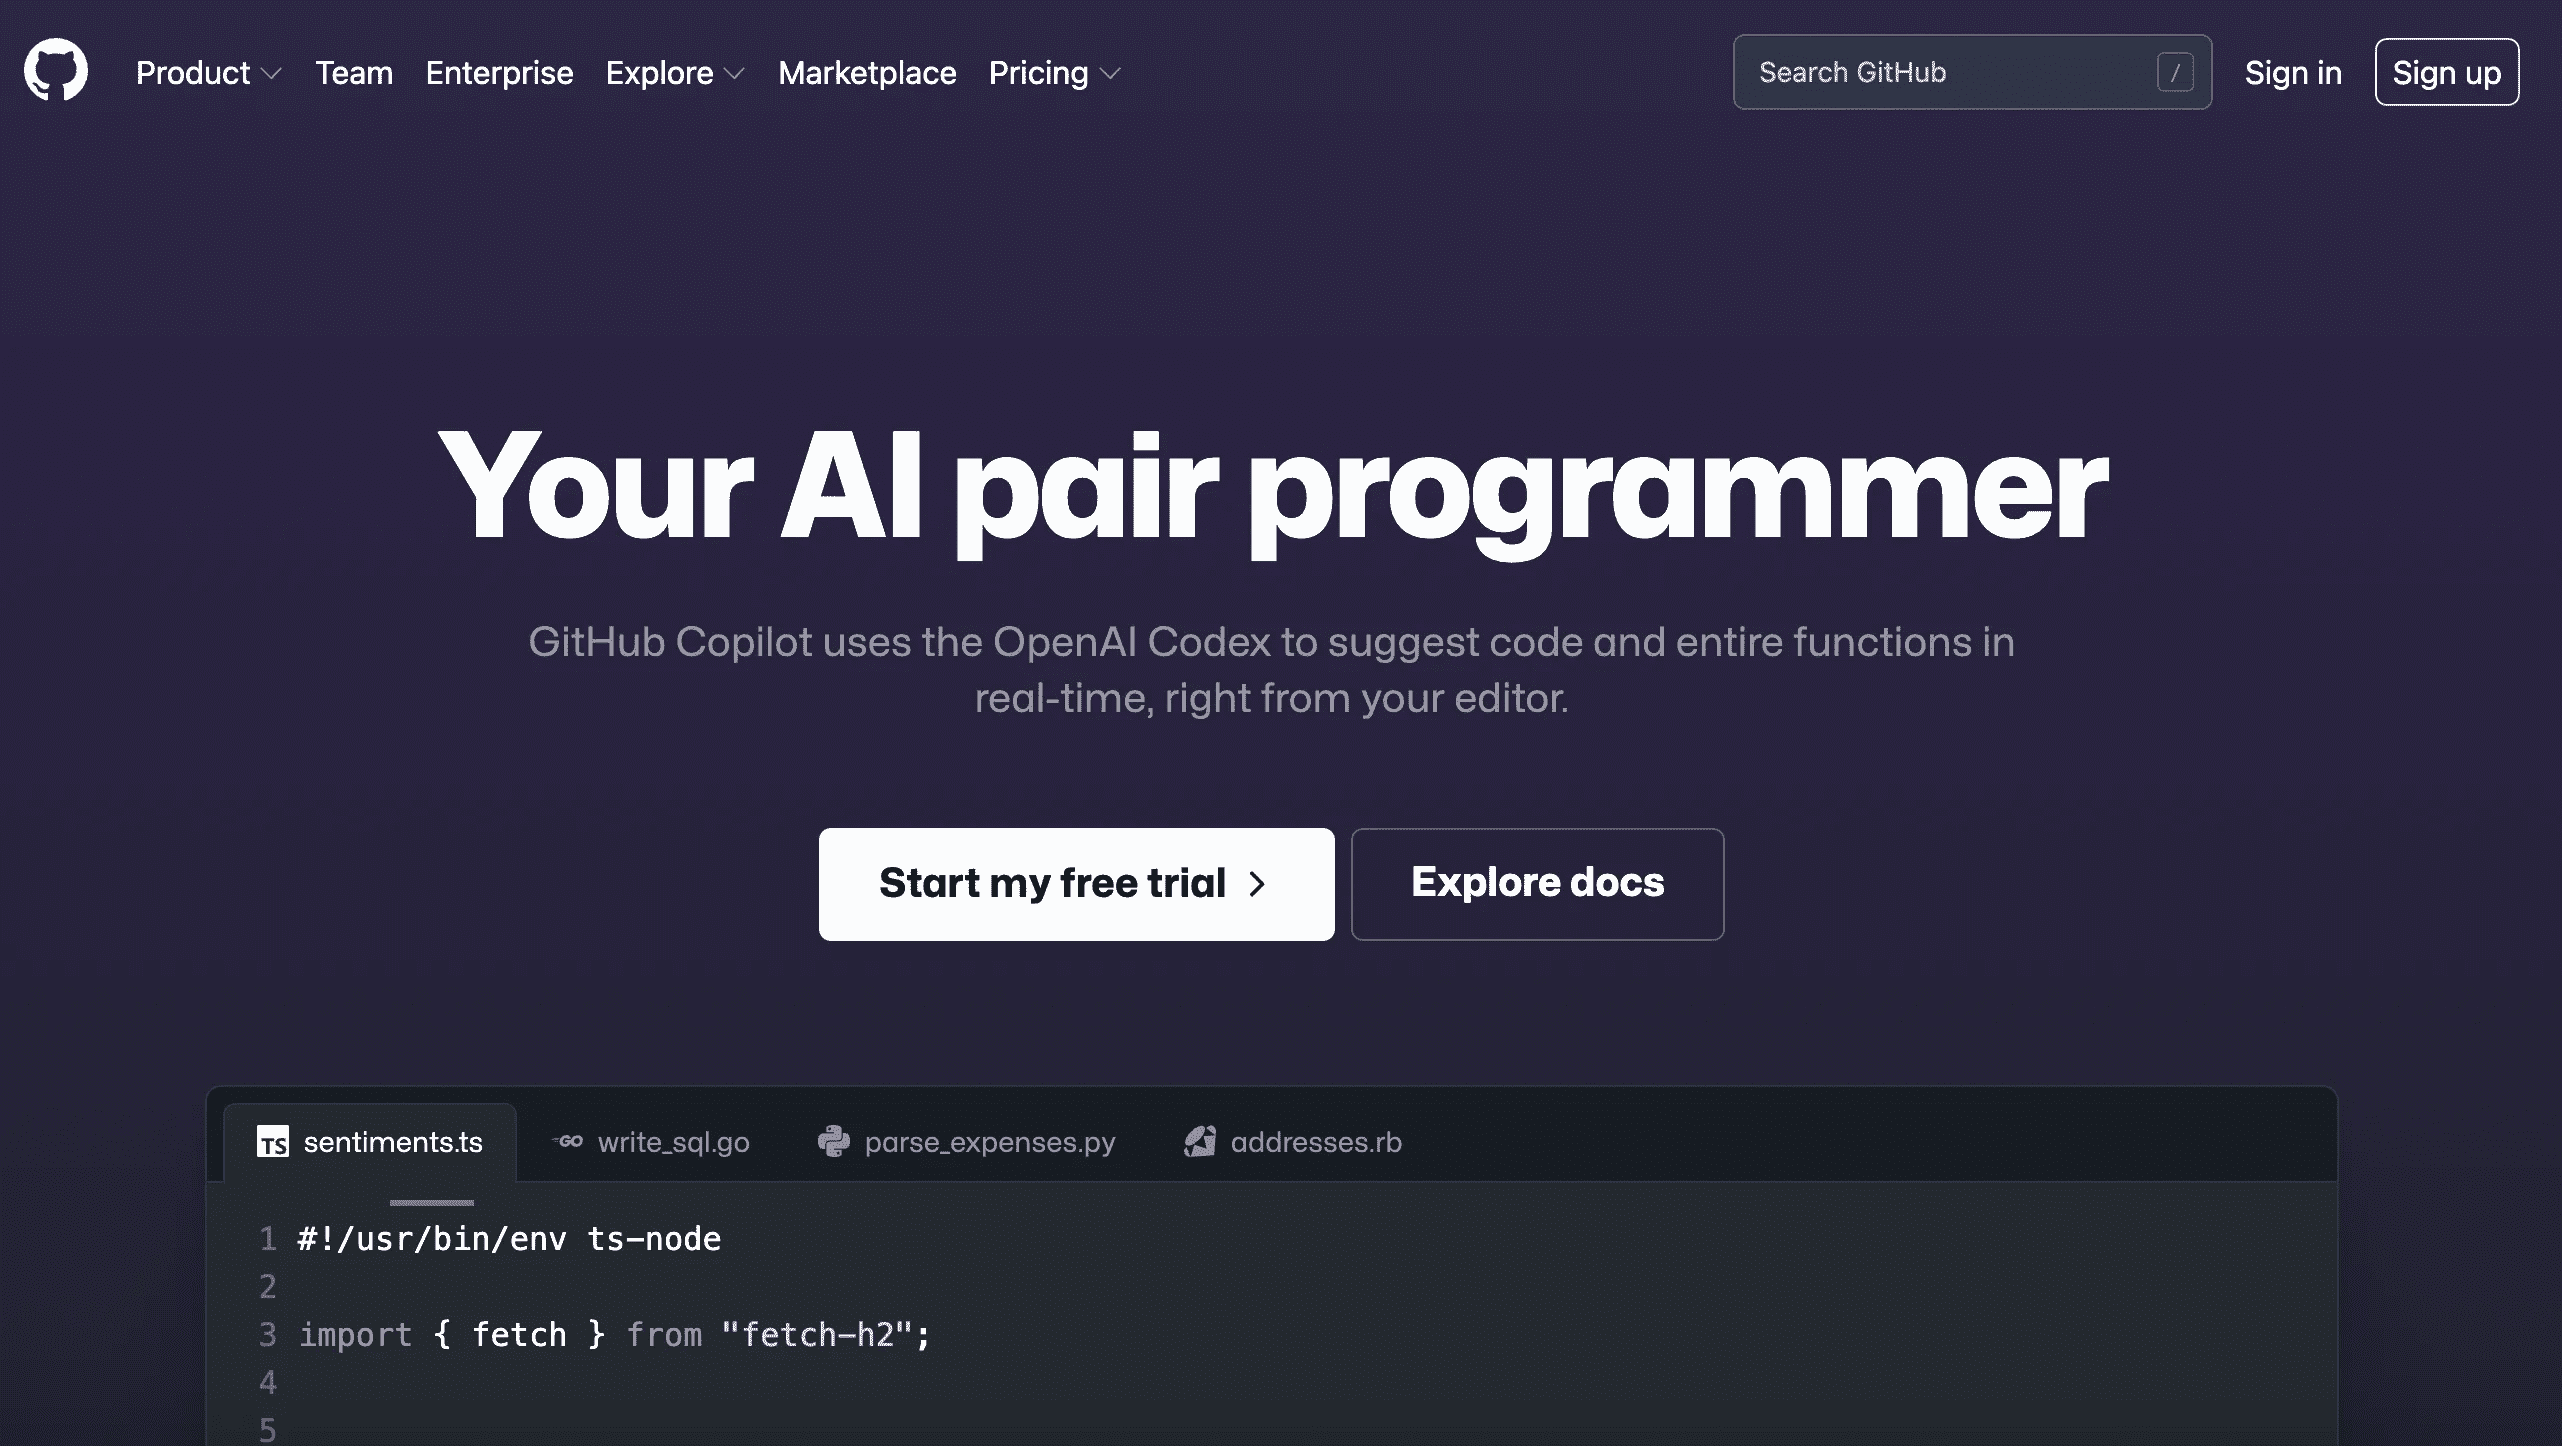 Product Team Enterprise Explore Marketplace Pricing Search GitHub / Sign in Sign up
Your AI pair programmer
GitHub Copilot uses the OpenAI Codex to suggest code and entire functions in
real-time, right from your editor.
Start my free trial Explore docs
TS sentiments.ts GO write_sql.go parse_expenses.py addresses.rb
1 #!/usr/bin/env ts-node
2
3 import { fetch } from "fetch-h2";
4
5